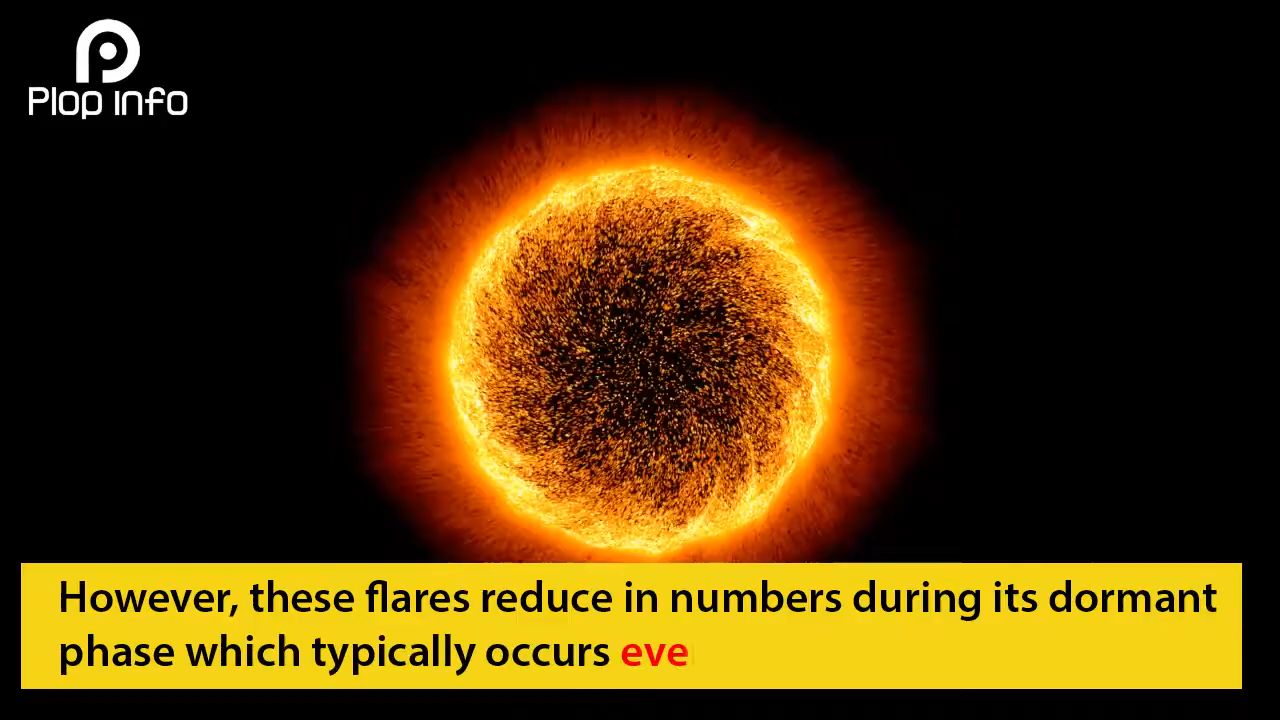 Plop info
However, these flares reduce in numbers during its dormant
phase which typically occurs eve